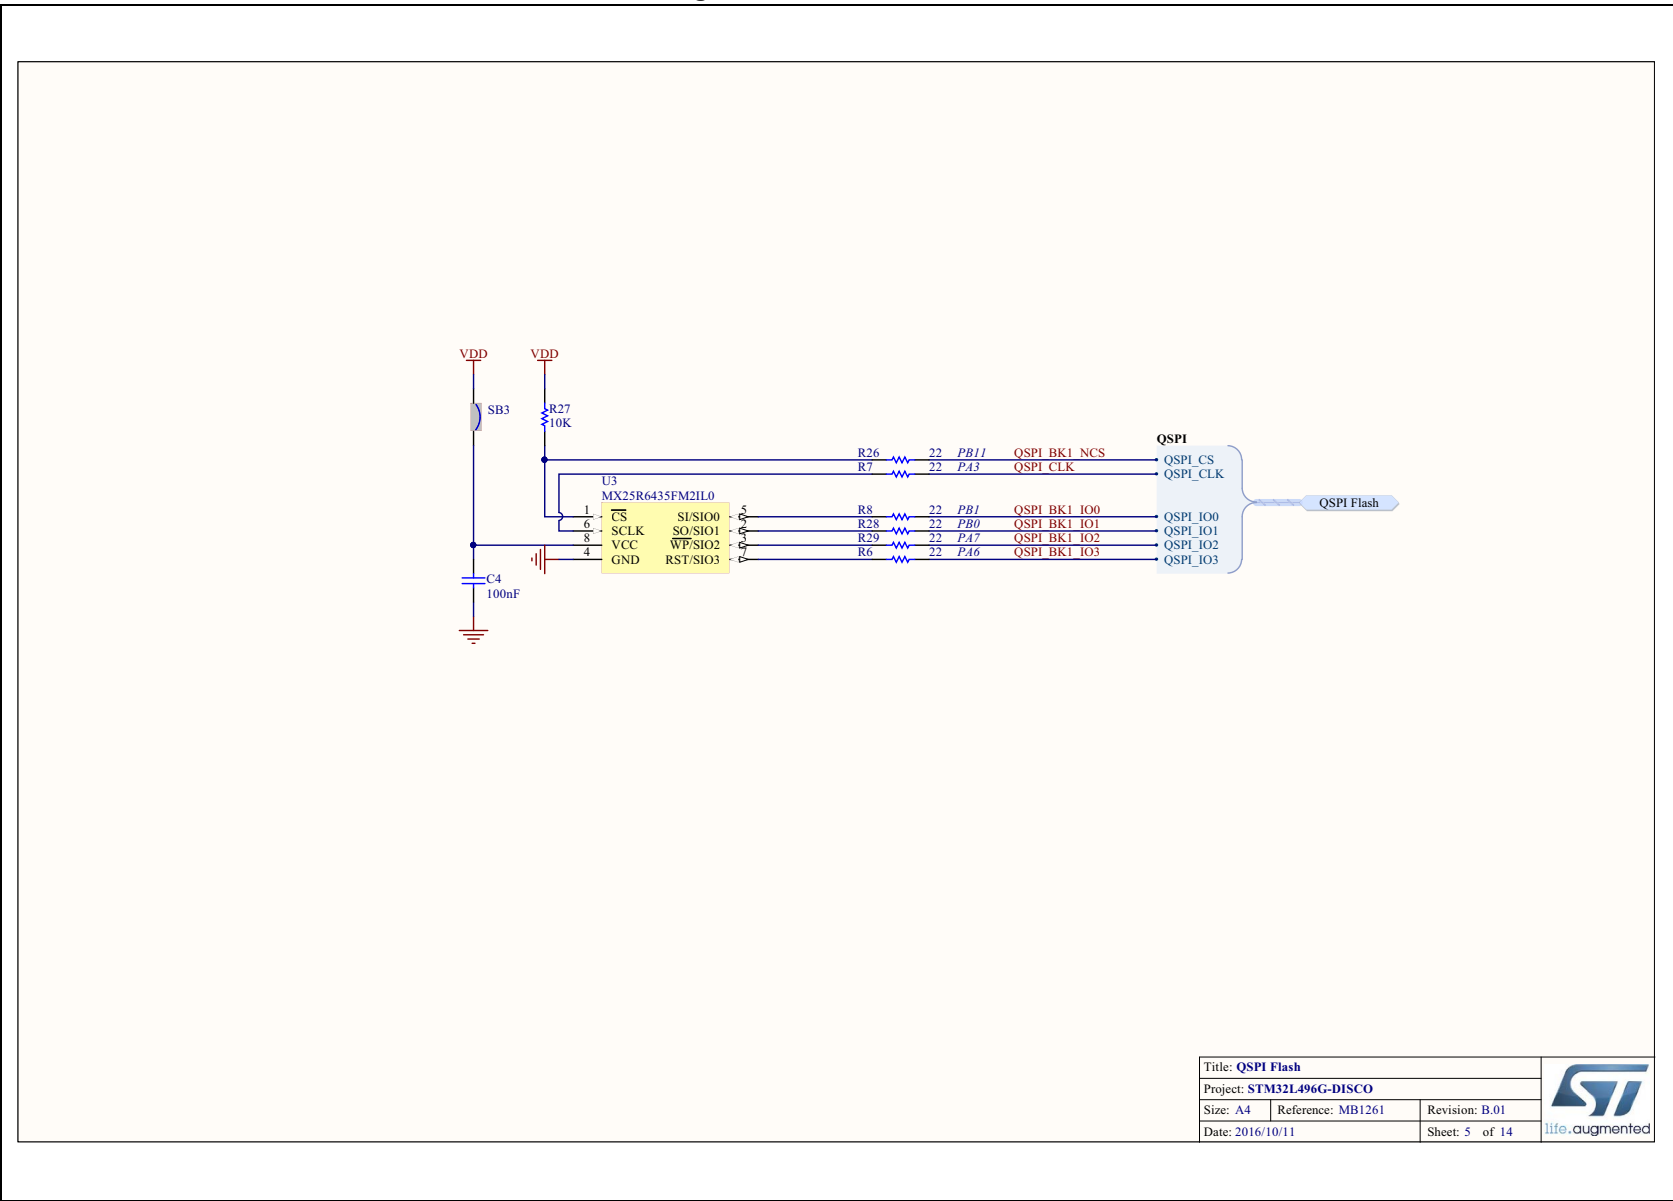 VDD VDD
SB3
R27
10K
QSPI
R26 22 PB11 QSPI_BK1_NCS QSPI_CS
R7 22 PA3 QSPI_CLK QSPI_CLK
U3
MX25R6435FM2IL0
1 CS SI/SIO0 5 R8 22 PB1 QSPI_BK1_IO0 QSPI_IO0
6 SCLK SO/SIO1 2 R28 22 PB0 QSPI_BK1_IO1 QSPI_IO1
8 VCC WP/SIO2 3 R29 22 PA7 QSPI_BK1_IO2 QSPI_IO2
4 GND RST/SIO3 7 R6 22 PA6 QSPI_BK1_IO3 QSPI_IO3
QSPI Flash
C4
100nF
Title: QSPI Flash
Project: STM32L496G-DISCO
Size: A4 Reference: MB1261 Revision: B.01
Date: 2016/10/11 Sheet: 5 of 14
ST
life.augmented